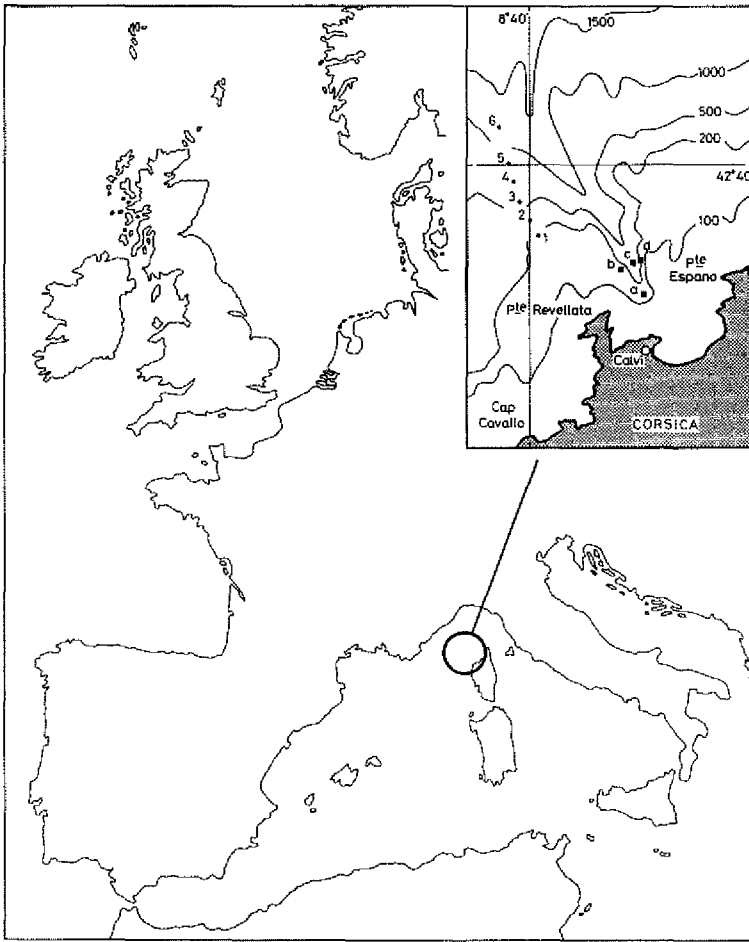 8°40'
1500
1000
500
200
6
5
42°40
4
3
2
1
100
c d
b
Pte
Espano
a
Pte Revellata
Calvi
Cap
Cavallo
CORSICA